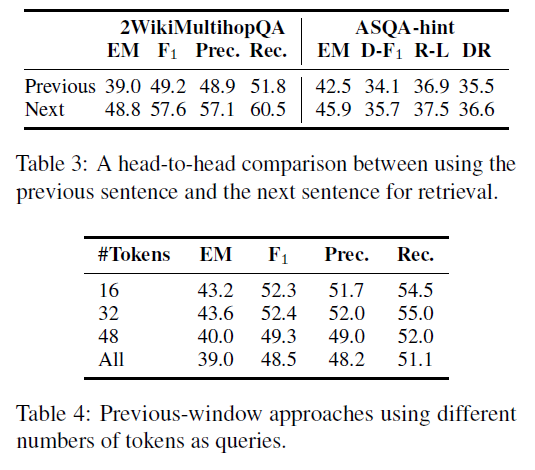 2WikiMultihopQA ASQA-hint
EM F1 Prec. Rec. EM D-F1 R-L DR
Previous 39.0 49.2 48.9 51.8 42.5 34.1 36.9 35.5
Next 48.8 57.6 57.1 60.5 45.9 35.7 37.5 36.6
Table 3: A head-to-head comparison between using the
previous sentence and the next sentence for retrieval.
#Tokens EM F1 Prec. Rec.
16 43.2 52.3 51.7 54.5
32 43.6 52.4 52.0 55.0
48 40.0 49.3 49.0 52.0
All 39.0 48.5 48.2 51.1
Table 4: Previous-window approaches using different
numbers of tokens as queries.